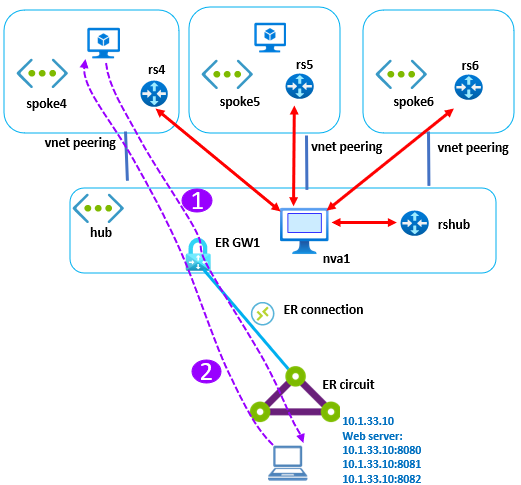 rs4
spoke4
rs5
spoke5
rs6
spoke6
vnet peering
vnet peering
vnet peering
1
hub
ER GW1
nva1
rshub
ER connection
2
ER circuit
10.1.33.10
Web server:
10.1.33.10:8080
10.1.33.10:8081
10.1.33.10:8082